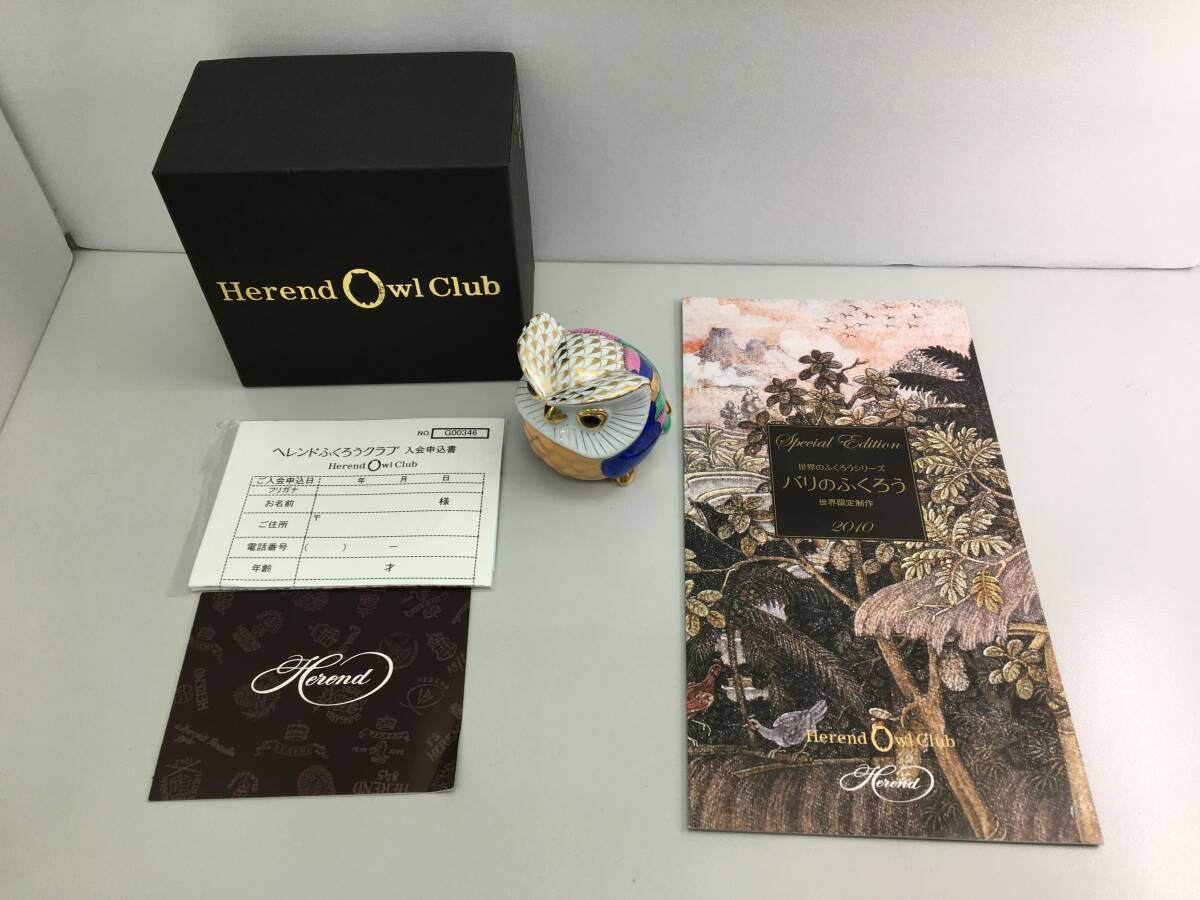 Herend Owl Club
NO. G00346
ヘレンドふくろうクラブ 入会申込書
Herend Owl Club
ご入会申込日 年 月 日
フリガナ
お名前 様
ご住所 〒
電話番号 ( ) ー
年齢 才
Herend
HEREND
HEREND
845
Special Edition
世界のふくろうシリーズ
バリのふくろう
世界限定制作
2010
Herend Owl Club
Herend